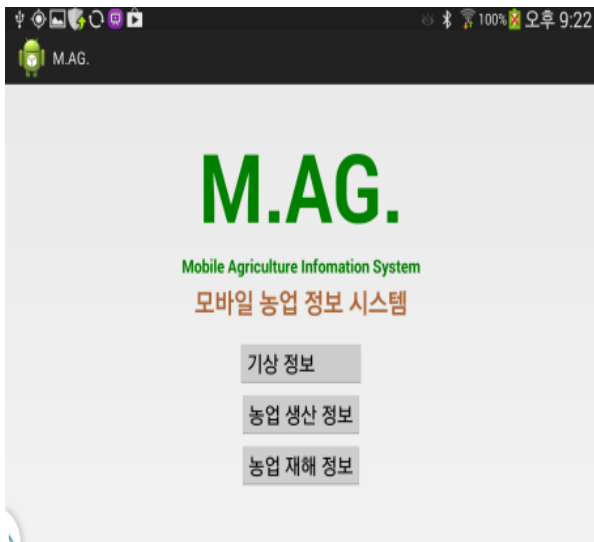 100% 오후 9:22
M.AG.
M.AG.
Mobile Agriculture Infomation System
모바일 농업 정보 시스템
기상 정보
농업 생산 정보
농업 재해 정보